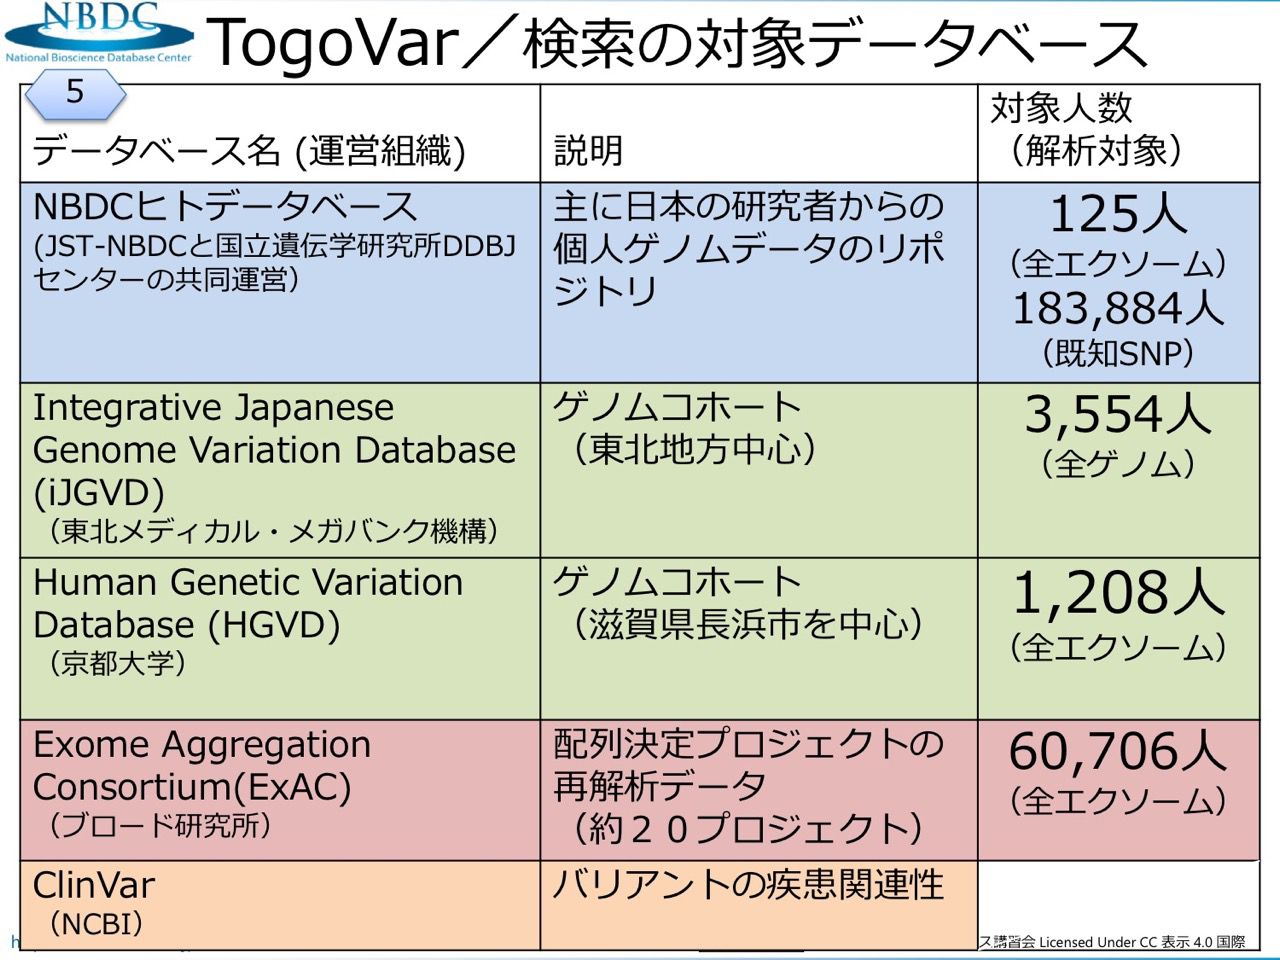 NBDC
National Bioscience Database Center
TogoVar／検索の対象データベース
5
データベース名 (運営組織)
説明
対象人数
（解析対象）
NBDCヒトデータベース
(JST-NBDCと国立遺伝学研究所DDBJ
センターの共同運営）
主に日本の研究者からの
個人ゲノムデータのリポ
ジトリ
125人
（全エクソーム）
183,884人
（既知SNP）
Integrative Japanese
Genome Variation Database
(iJGVD)
（東北メディカル・メガバンク機構）
ゲノムコホート
（東北地方中心）
3,554人
（全ゲノム）
Human Genetic Variation
Database (HGVD)
（京都大学）
ゲノムコホート
（滋賀県長浜市を中心）
1,208人
（全エクソーム）
Exome Aggregation
Consortium(ExAC)
（ブロード研究所）
配列決定プロジェクトの
再解析データ
（約２０プロジェクト）
60,706人
（全エクソーム）
ClinVar
（NCBI）
バリアントの疾患関連性
ス講習会 Licensed Under CC 表示 4.0 国際